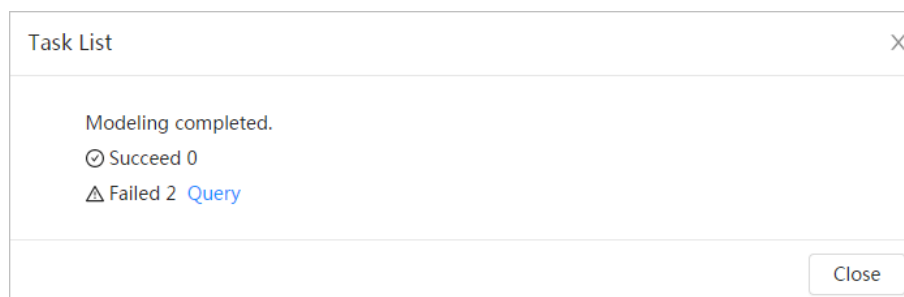 Task List
Modeling completed.
Succeed 0
Failed 2 Query
Close